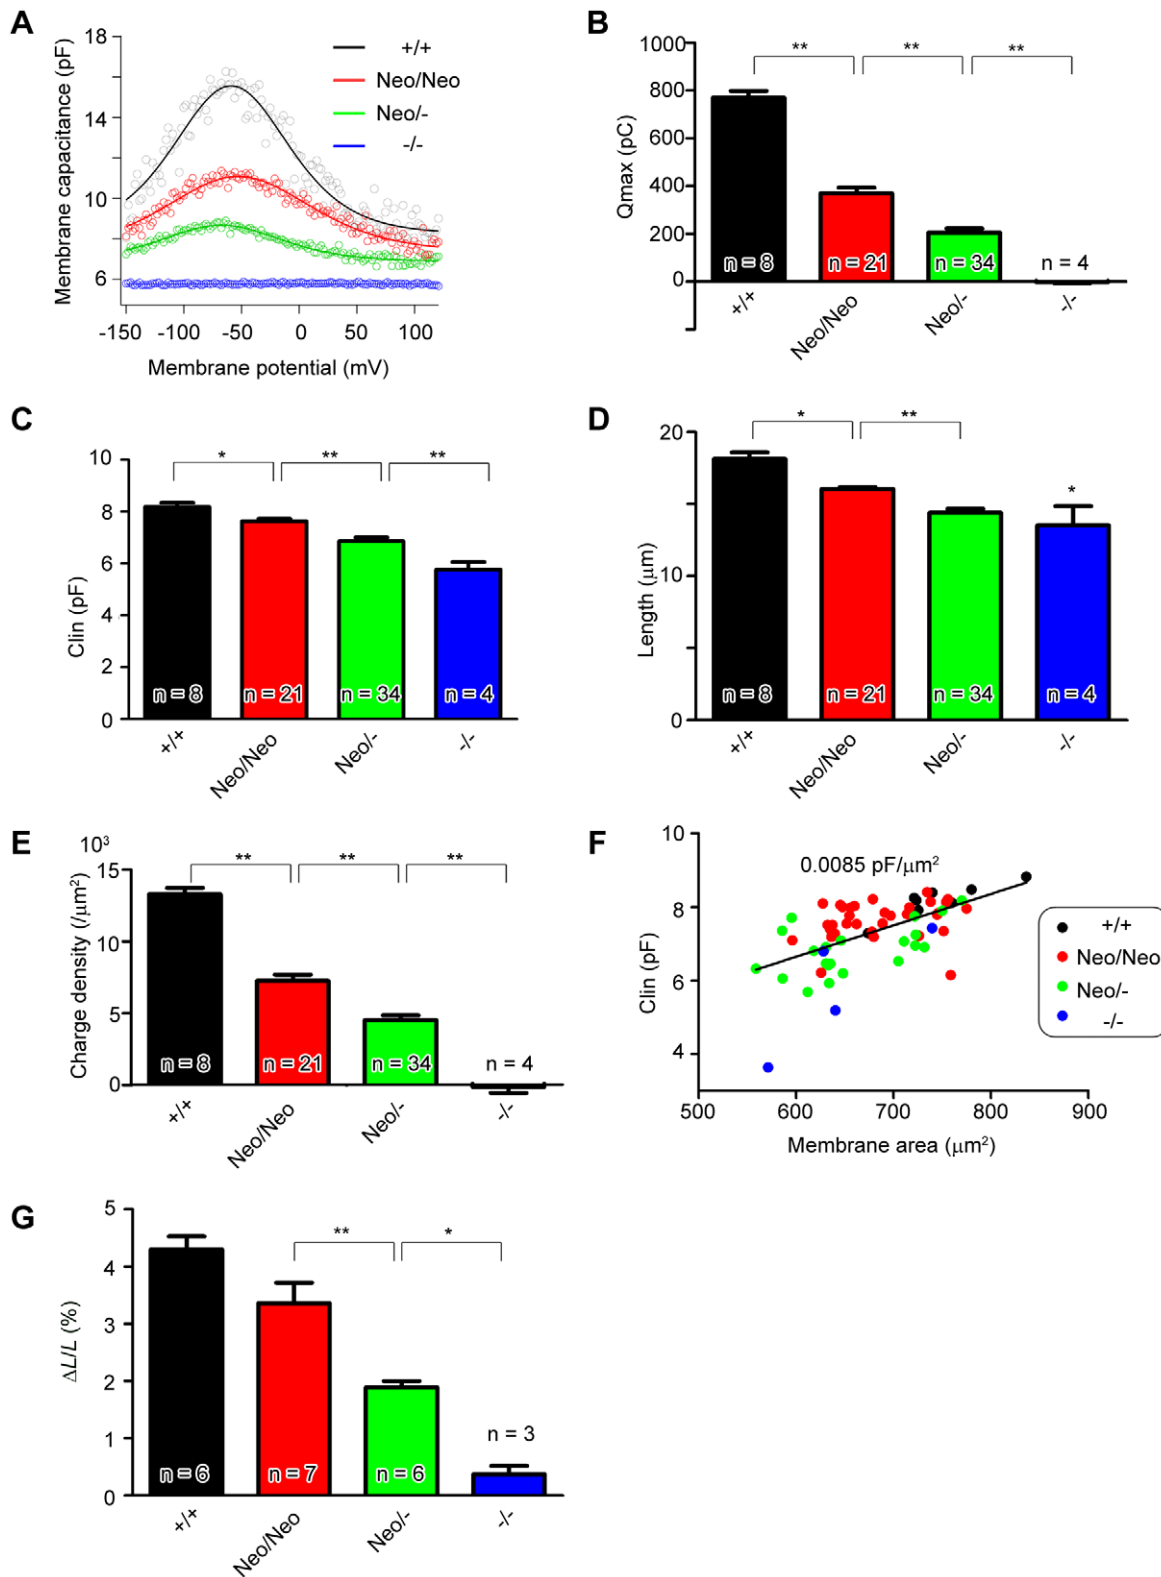 A
18
14
10
6
Membrane capacitance (pF)
-150 -100 -50 0 50 100
Membrane potential (mV)
+/+
Neo/Neo
Neo/-
-/-
B
1000
800
600
400
200
0
Qmax (pC)
** ** **
n = 8 n = 21 n = 34 n = 4
+/+ Neo/Neo Neo/- -/-
C
10
8
6
4
2
0
Clin (pF)
* ** **
n = 8 n = 21 n = 34 n = 4
+/+ Neo/Neo Neo/- -/-
D
20
10
0
Length (μm)
* ** *
n = 8 n = 21 n = 34 n = 4
+/+ Neo/Neo Neo/- -/-
E
10³
15
10
5
0
Charge density (/μm²)
** ** **
n = 8 n = 21 n = 34 n = 4
+/+ Neo/Neo Neo/- -/-
F
10
8
6
4
Clin (pF)
0.0085 pF/μm²
500 600 700 800 900
Membrane area (μm²)
+/+
Neo/Neo
Neo/-
-/-
G
5
4
3
2
1
0
ΔL/L (%)
** *
n = 6 n = 7 n = 6 n = 3
+/+ Neo/Neo Neo/- -/-